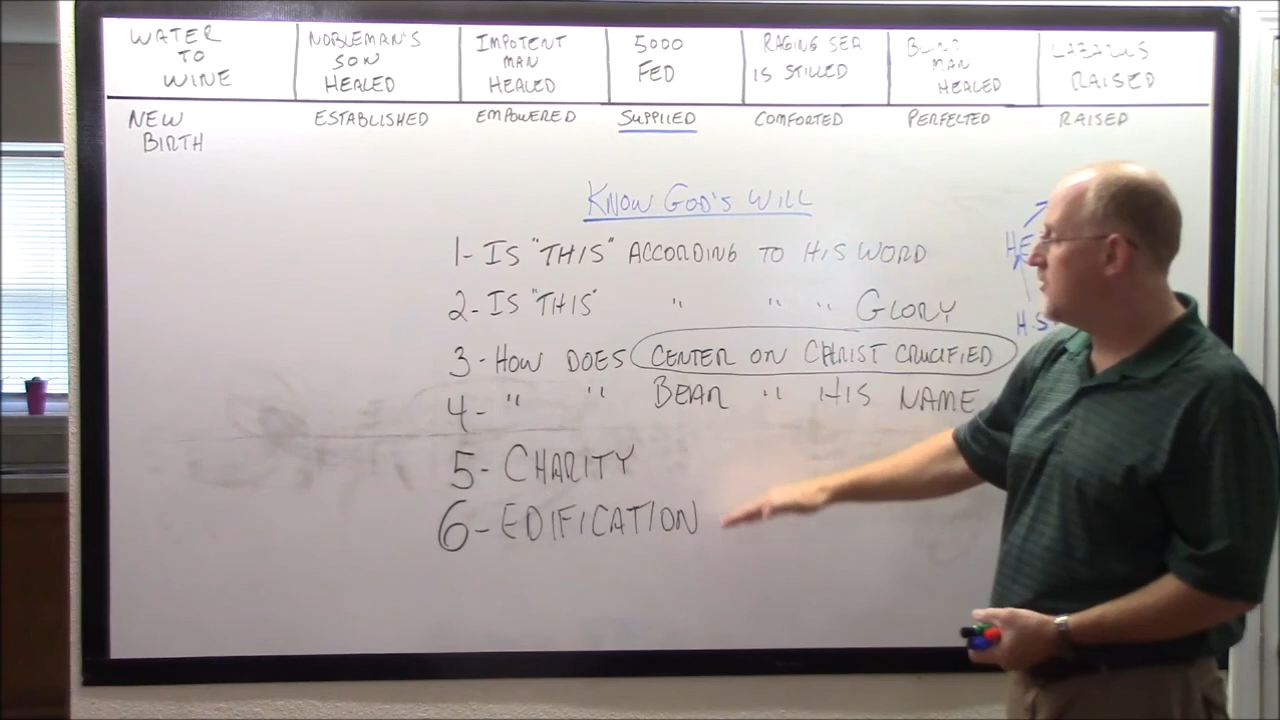 WATER TO WINE
NOBLEMAN'S SON HEALED
IMPOTENT MAN HEALED
5000 FED
RAGING SEA IS STILLED
MAN HEALED
LAZARUS RAISED
NEW BIRTH
ESTABLISHED
EMPOWERED
SUPPLIED
COMFORTED
PERFECTED
RAISED
KNOW GOD'S WILL
1- IS "THIS" ACCORDING TO HIS WORD
2- IS "THIS" " " " GLORY
3- HOW DOES CENTER ON CHRIST CRUCIFIED
4- " " BEAR " HIS NAME
5- CHARITY
6- EDIFICATION